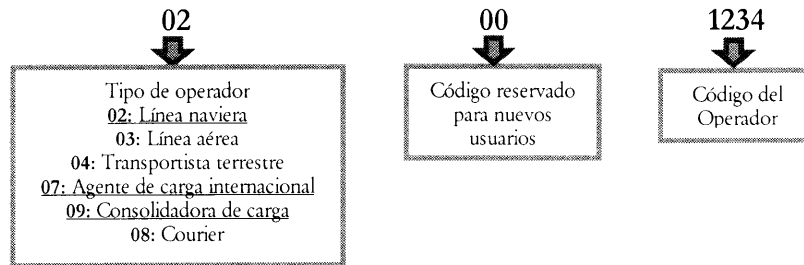 02
00
1234
Tipo de operador
02: Línea naviera
03: Línea aérea
04: Transportista terrestre
07: Agente de carga internacional
09: Consolidadora de carga
08: Courier
Código reservado
para nuevos
usuarios
Código del
Operador